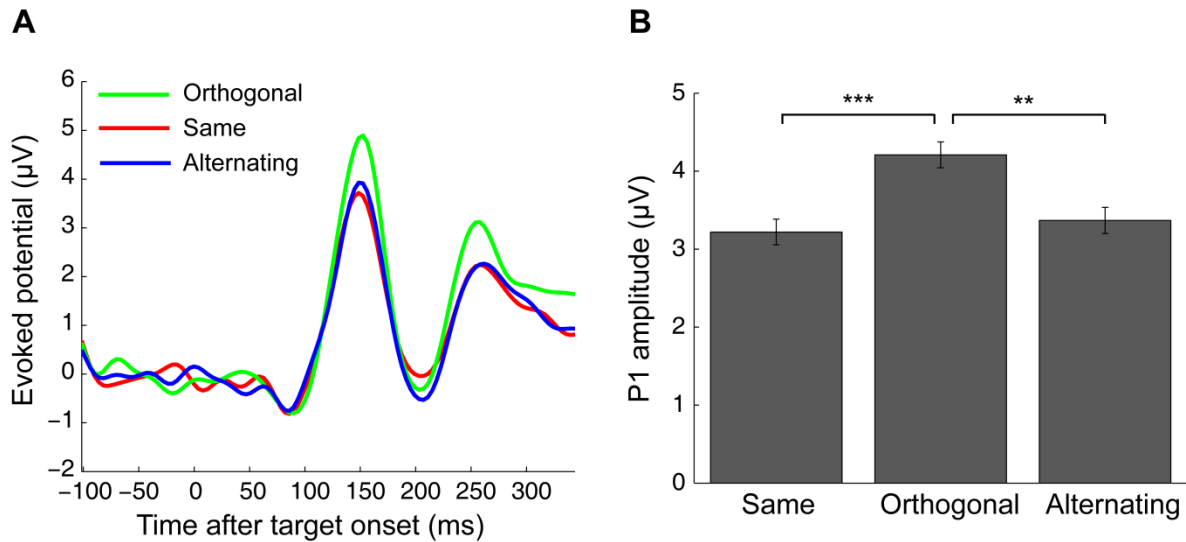 A
Evoked potential (µV)
6
5
4
3
2
1
0
−1
−2
Orthogonal
Same
Alternating
−100
−50
0
50
100
150
200
250
300
Time after target onset (ms)
B
P1 amplitude (µV)
5
4
3
2
1
0
***
**
Same
Orthogonal
Alternating